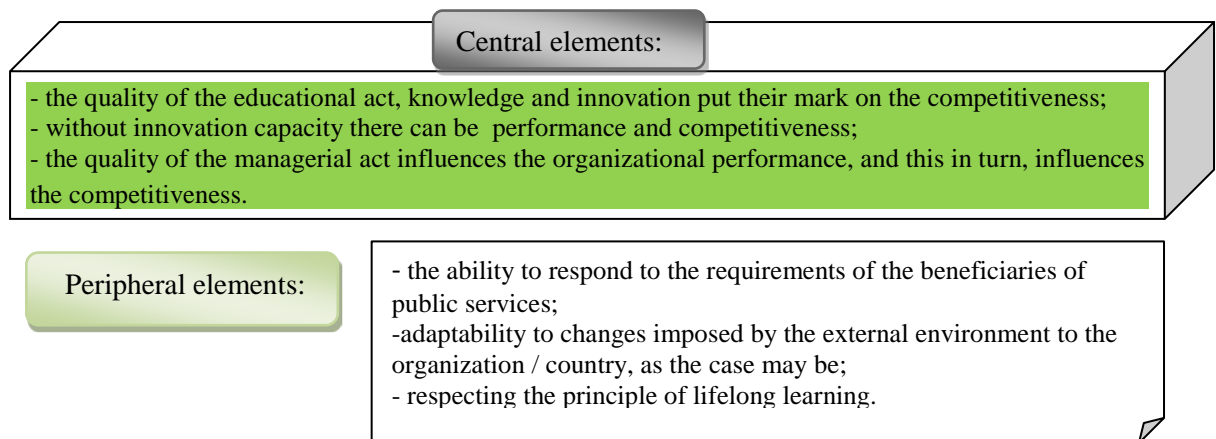 Central elements:
- the quality of the educational act, knowledge and innovation put their mark on the competitiveness;
- without innovation capacity there can be  performance and competitiveness;
- the quality of the managerial act influences the organizational performance, and this in turn, influences
the competitiveness.
Peripheral elements:
- the ability to respond to the requirements of the beneficiaries of
public services;
-adaptability to changes imposed by the external environment to the
organization / country, as the case may be;
- respecting the principle of lifelong learning.